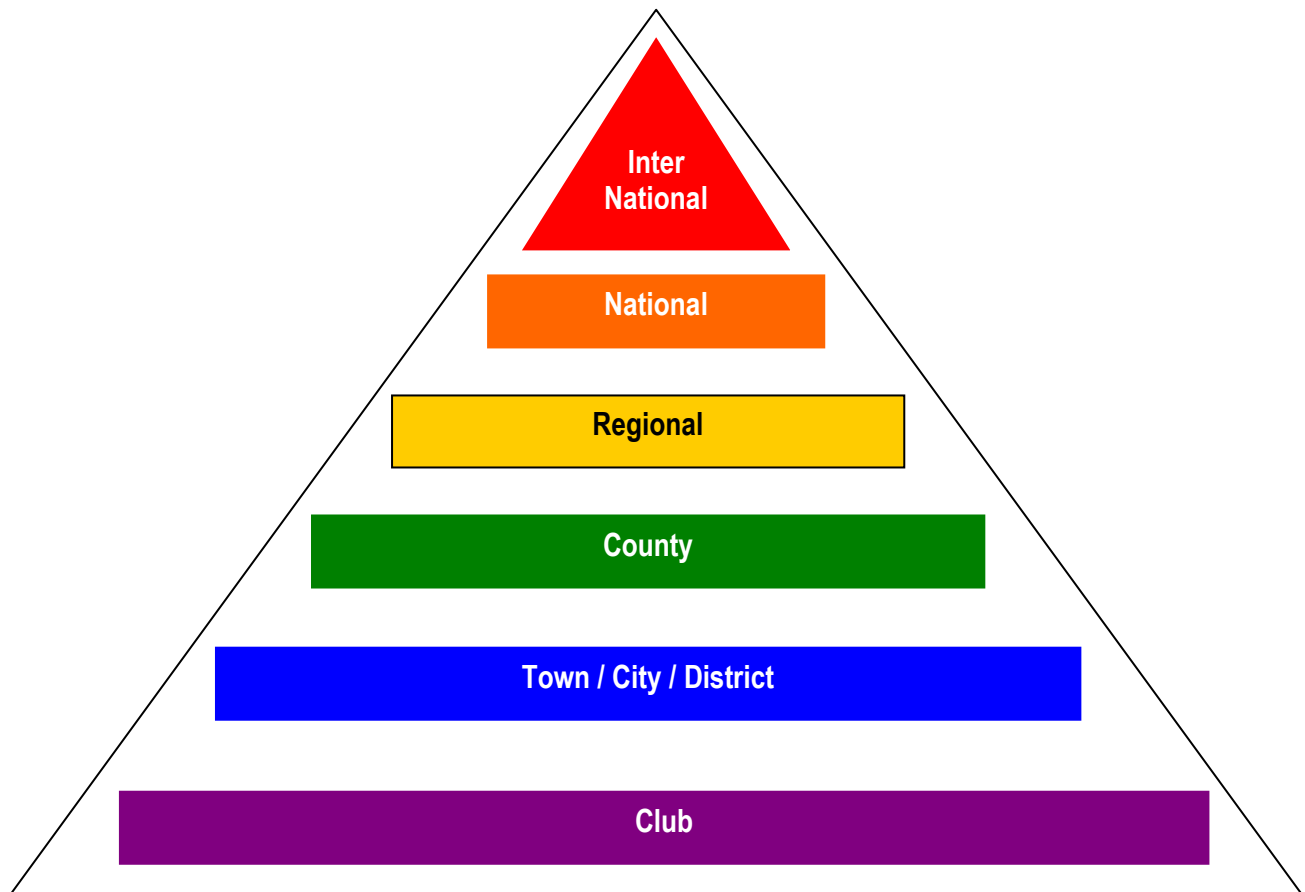 Inter
National
National
Regional
County
Town / City / District
Club